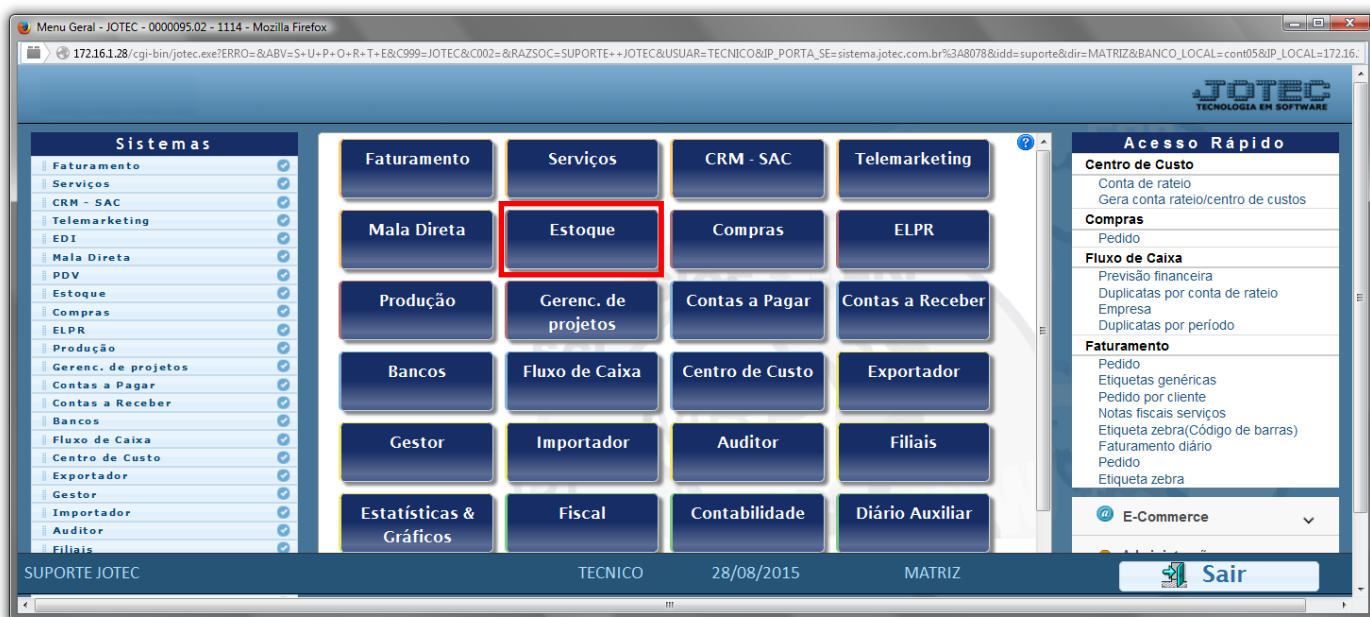 Menu Geral - JOTEC - 0000095.02 - 1114 - Mozilla Firefox
172.16.1.28/cgi-bin/jotec.exe?ERRO=&ABV=S+U+P+O+R+T+E&C999=JOTEC&C002=&RAZSOC=SUPORTE++JOTEC&USUAR=TECNICO&IP_PORTA_SE=sistema.jotec.com.br%3A8078&idd=suporte&dir=MATRIZ&BANCO_LOCAL=cont05&IP_LOCAL=172.16.
JOTEC
TECNOLOGIA EM SOFTWARE
Sistemas
Faturamento
Serviços
CRM - SAC
Telemarketing
EDI
Mala Direta
PDV
Estoque
Compras
ELPR
Produção
Gerenc. de projetos
Contas a Pagar
Contas a Receber
Bancos
Fluxo de Caixa
Centro de Custo
Exportador
Gestor
Importador
Auditor
Filiais
Faturamento Serviços CRM - SAC Telemarketing
Mala Direta Estoque Compras ELPR
Produção Gerenc. de projetos Contas a Pagar Contas a Receber
Bancos Fluxo de Caixa Centro de Custo Exportador
Gestor Importador Auditor Filiais
Estatísticas & Gráficos Fiscal Contabilidade Diário Auxiliar
Acesso Rápido
Centro de Custo
Conta de rateio
Gera conta rateio/centro de custos
Compras
Pedido
Fluxo de Caixa
Previsão financeira
Duplicatas por conta de rateio
Empresa
Duplicatas por período
Faturamento
Pedido
Etiquetas genéricas
Pedido por cliente
Notas fiscais serviços
Etiqueta zebra(Código de barras)
Faturamento diário
Pedido
Etiqueta zebra
E-Commerce
SUPORTE JOTEC TECNICO 28/08/2015 MATRIZ Sair